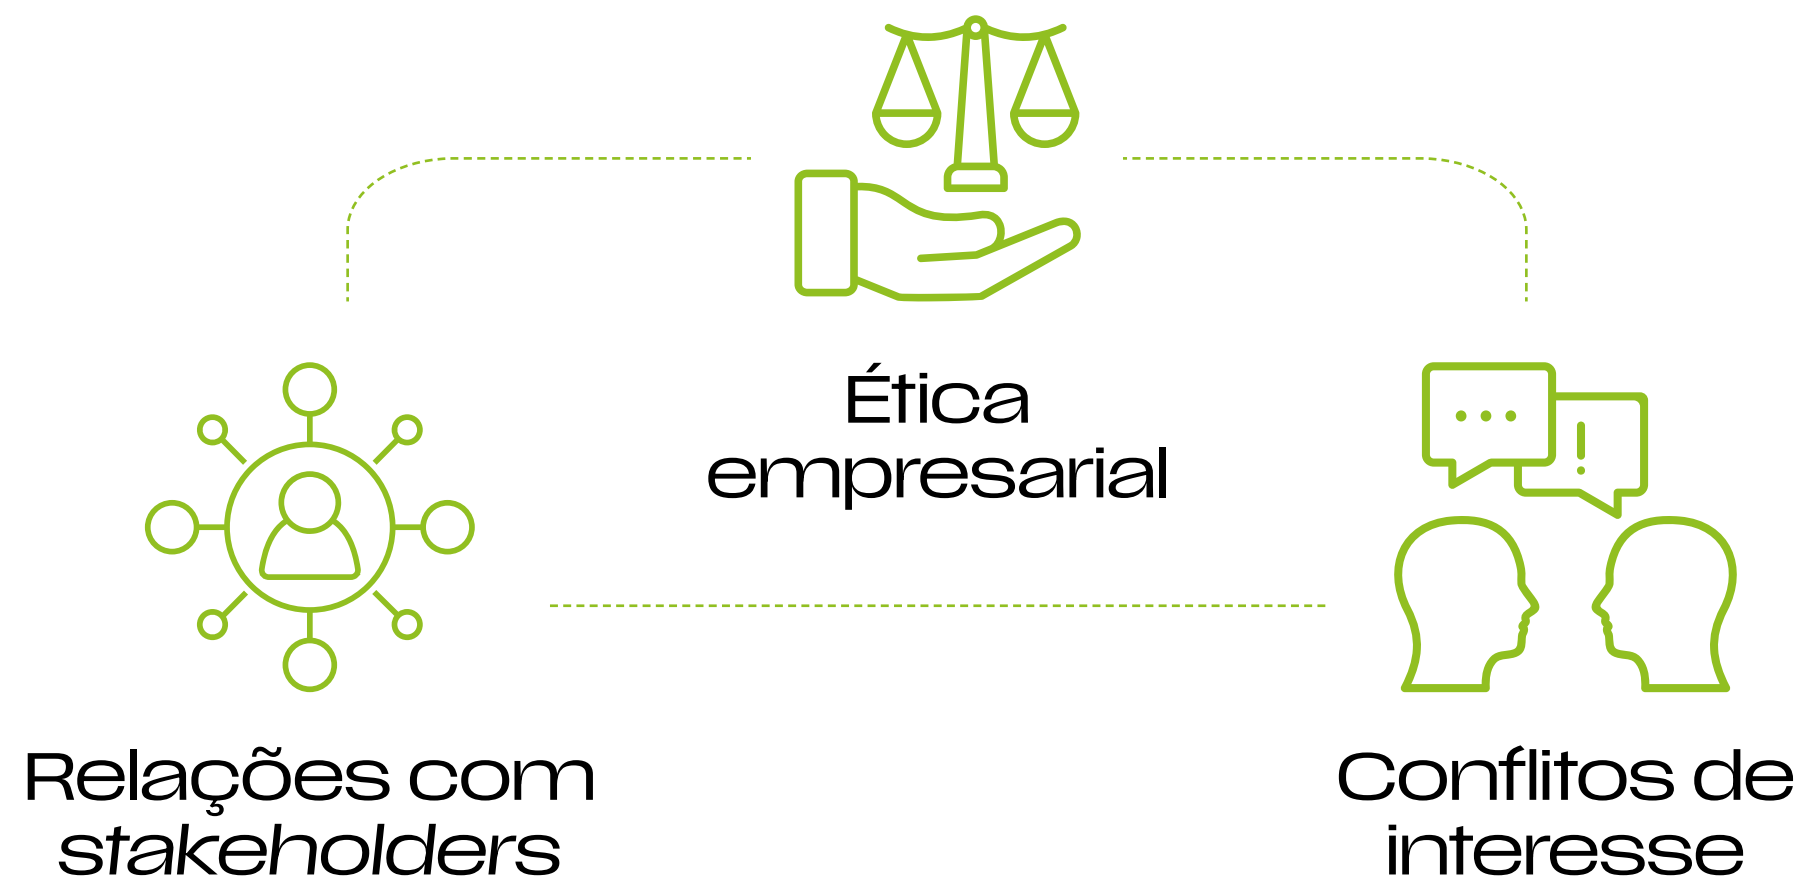 Ética
empresarial
Relações com
stakeholders
Conflitos de
interesse